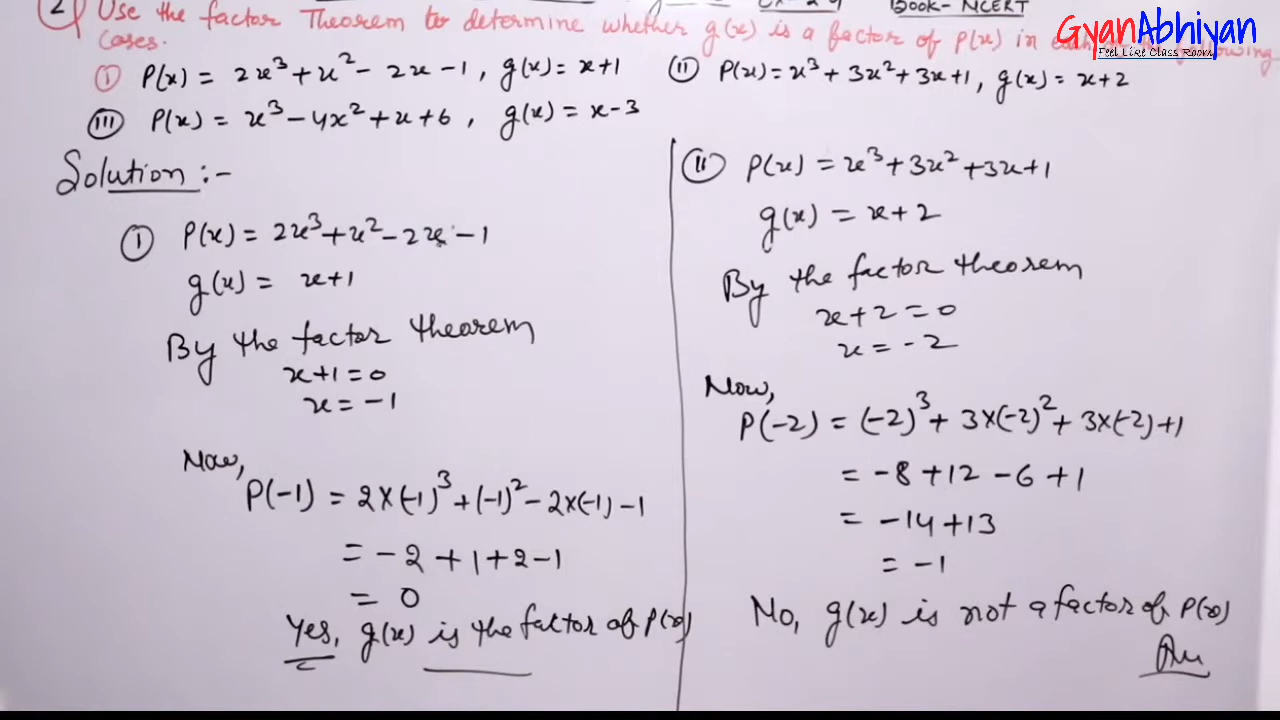 2 Use the factor Theorem to determine whether g(x) is a factor of P(x) in
Book- NCERT
GyanAbhiyan
Feel Like Class Room
following
cases.
(i) P(x) = 2x³ + x² - 2x - 1, g(x) = x+1 (ii) P(x) = x³ + 3x² + 3x + 1, g(x) = x+2
(iii) P(x) = x³ - 4x² + x + 6, g(x) = x-3
Solution :-
(i) P(x) = 2x³ + x² - 2x - 1
g(x) = x+1
By the factor theorem
x+1 = 0
x = -1
Now,
P(-1) = 2×(-1)³ + (-1)² - 2×(-1) - 1
= -2 + 1 + 2 - 1
= 0
Yes, g(x) is the factor of P(x)
(ii) P(x) = x³ + 3x² + 3x + 1
g(x) = x+2
By the factor theorem
x+2 = 0
x = -2
Now,
P(-2) = (-2)³ + 3×(-2)² + 3×(-2) + 1
= -8 + 12 - 6 + 1
= -14 + 13
= -1
No, g(x) is not a factor of P(x)
Ans